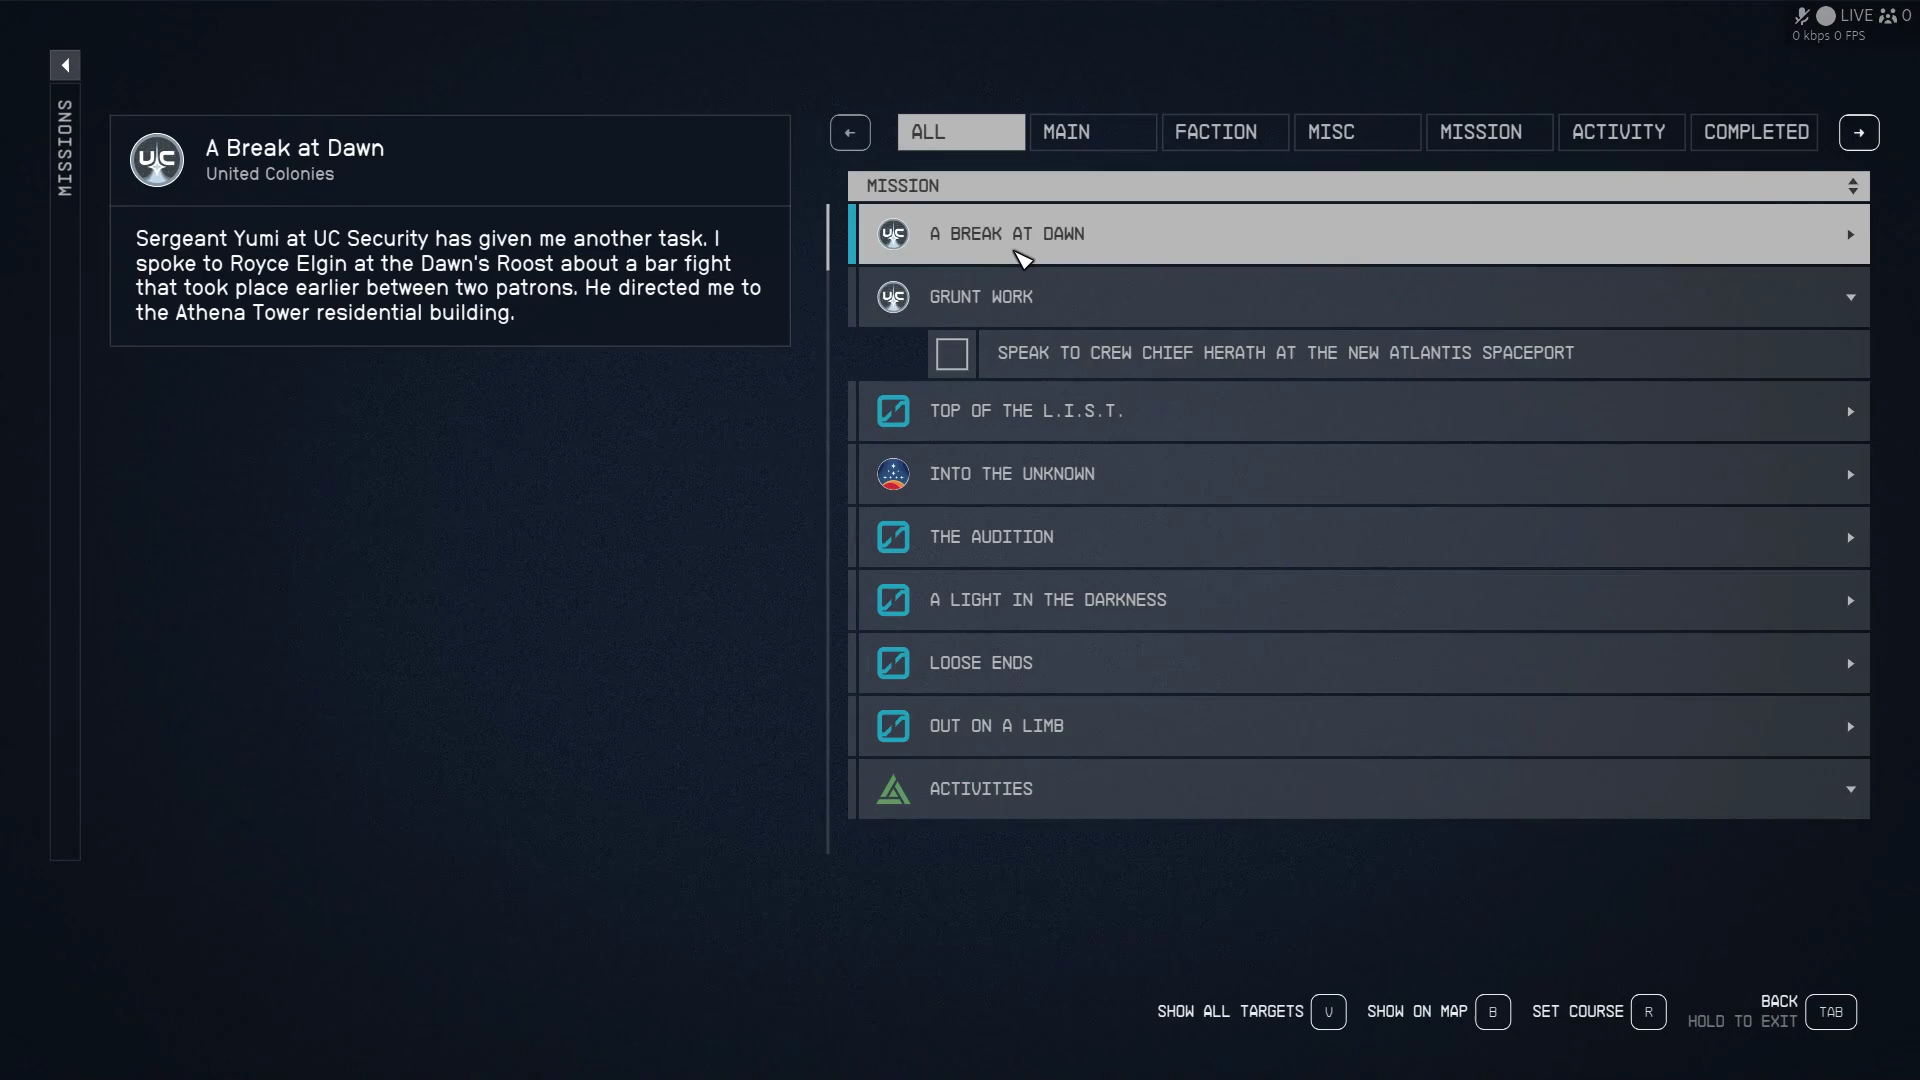 LIVE 0
0 kbps 0 FPS
MISSIONS
UC
A Break at Dawn
United Colonies
Sergeant Yumi at UC Security has given me another task. I
spoke to Royce Elgin at the Dawn's Roost about a bar fight
that took place earlier between two patrons. He directed me to
the Athena Tower residential building.
ALL MAIN FACTION MISC MISSION ACTIVITY COMPLETED
MISSION
UC A BREAK AT DAWN
UC GRUNT WORK
SPEAK TO CREW CHIEF HERATH AT THE NEW ATLANTIS SPACEPORT
TOP OF THE L.I.S.T.
INTO THE UNKNOWN
THE AUDITION
A LIGHT IN THE DARKNESS
LOOSE ENDS
OUT ON A LIMB
ACTIVITIES
SHOW ALL TARGETS V SHOW ON MAP B SET COURSE R BACK TAB
HOLD TO EXIT